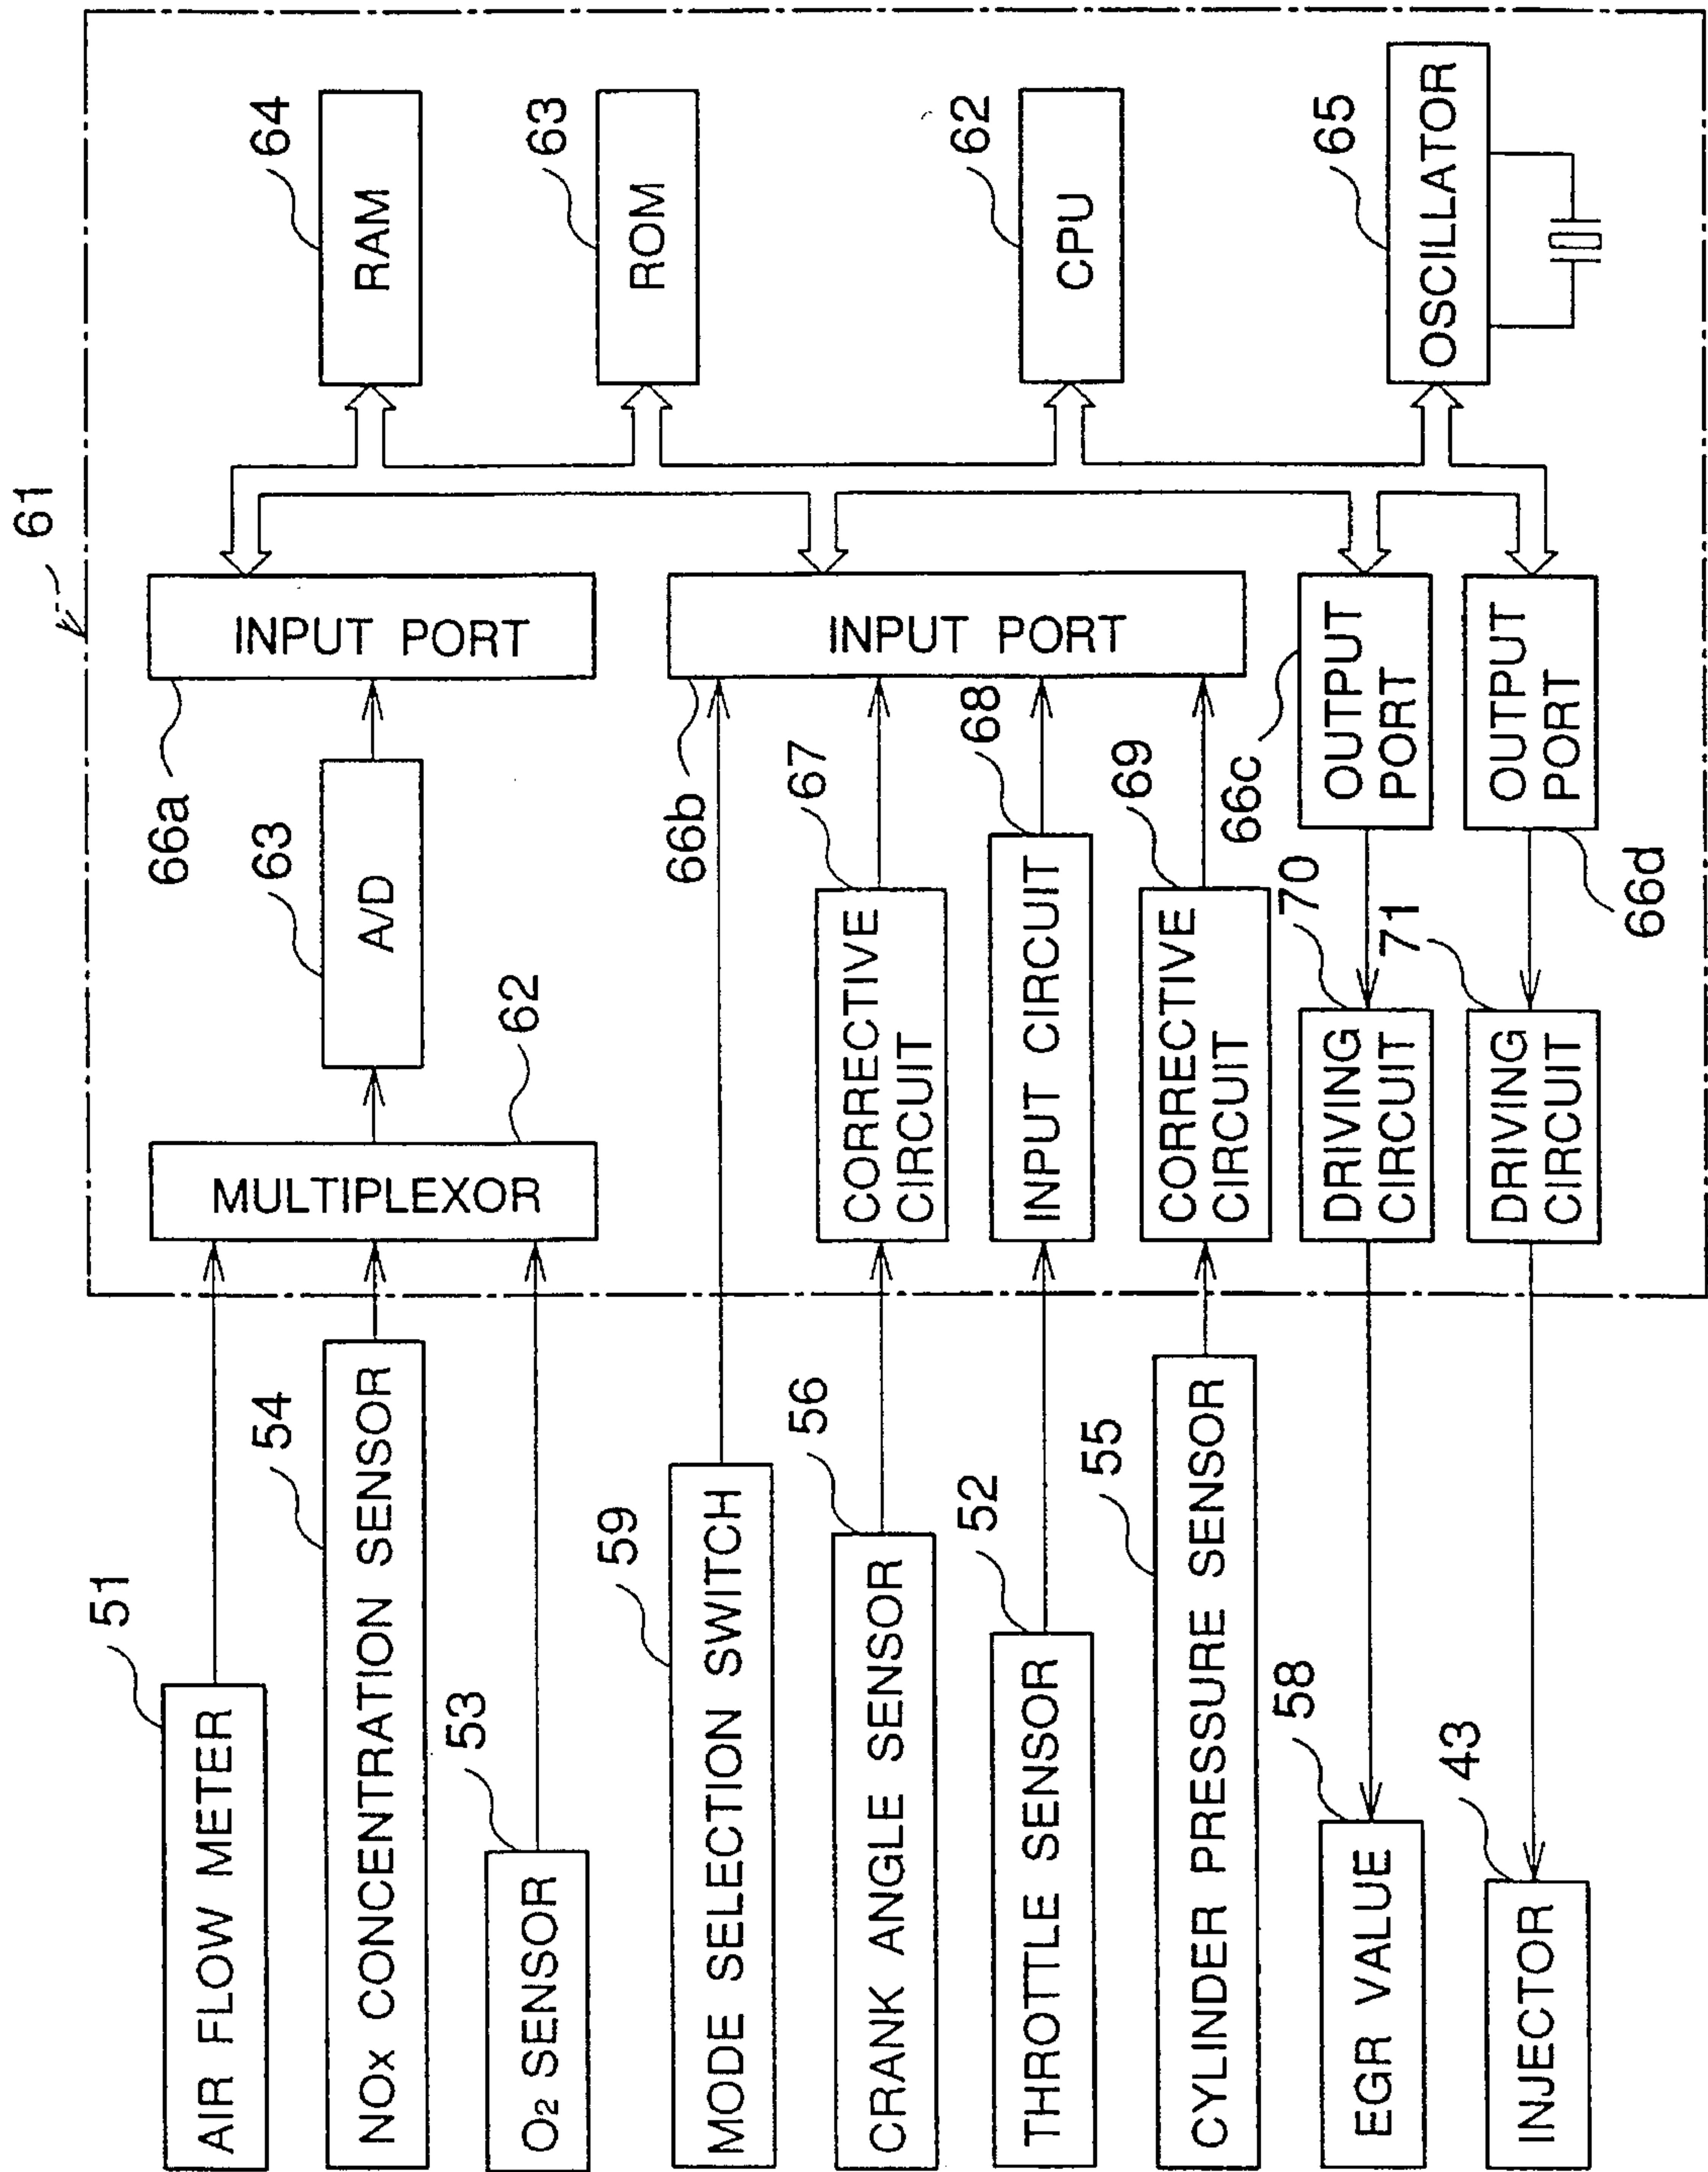 61
AIR FLOW METER
51
NOx CONCENTRATION SENSOR
54
O2 SENSOR
53
MULTIPLEXOR
62
A/D
63
INPUT PORT
66a
RAM
64
ROM
63
MODE SELECTION SWITCH
59
INPUT PORT
66b
CRANK ANGLE SENSOR
56
CORRECTIVE
CIRCUIT
67
THROTTLE SENSOR
52
INPUT CIRCUIT
68
CPU
62
CYLINDER PRESSURE SENSOR
55
CORRECTIVE
CIRCUIT
69
EGR VALUE
58
DRIVING
CIRCUIT
70
OUTPUT
PORT
66c
OSCILLATOR
65
INJECTOR
43
DRIVING
CIRCUIT
71
OUTPUT
PORT
66d